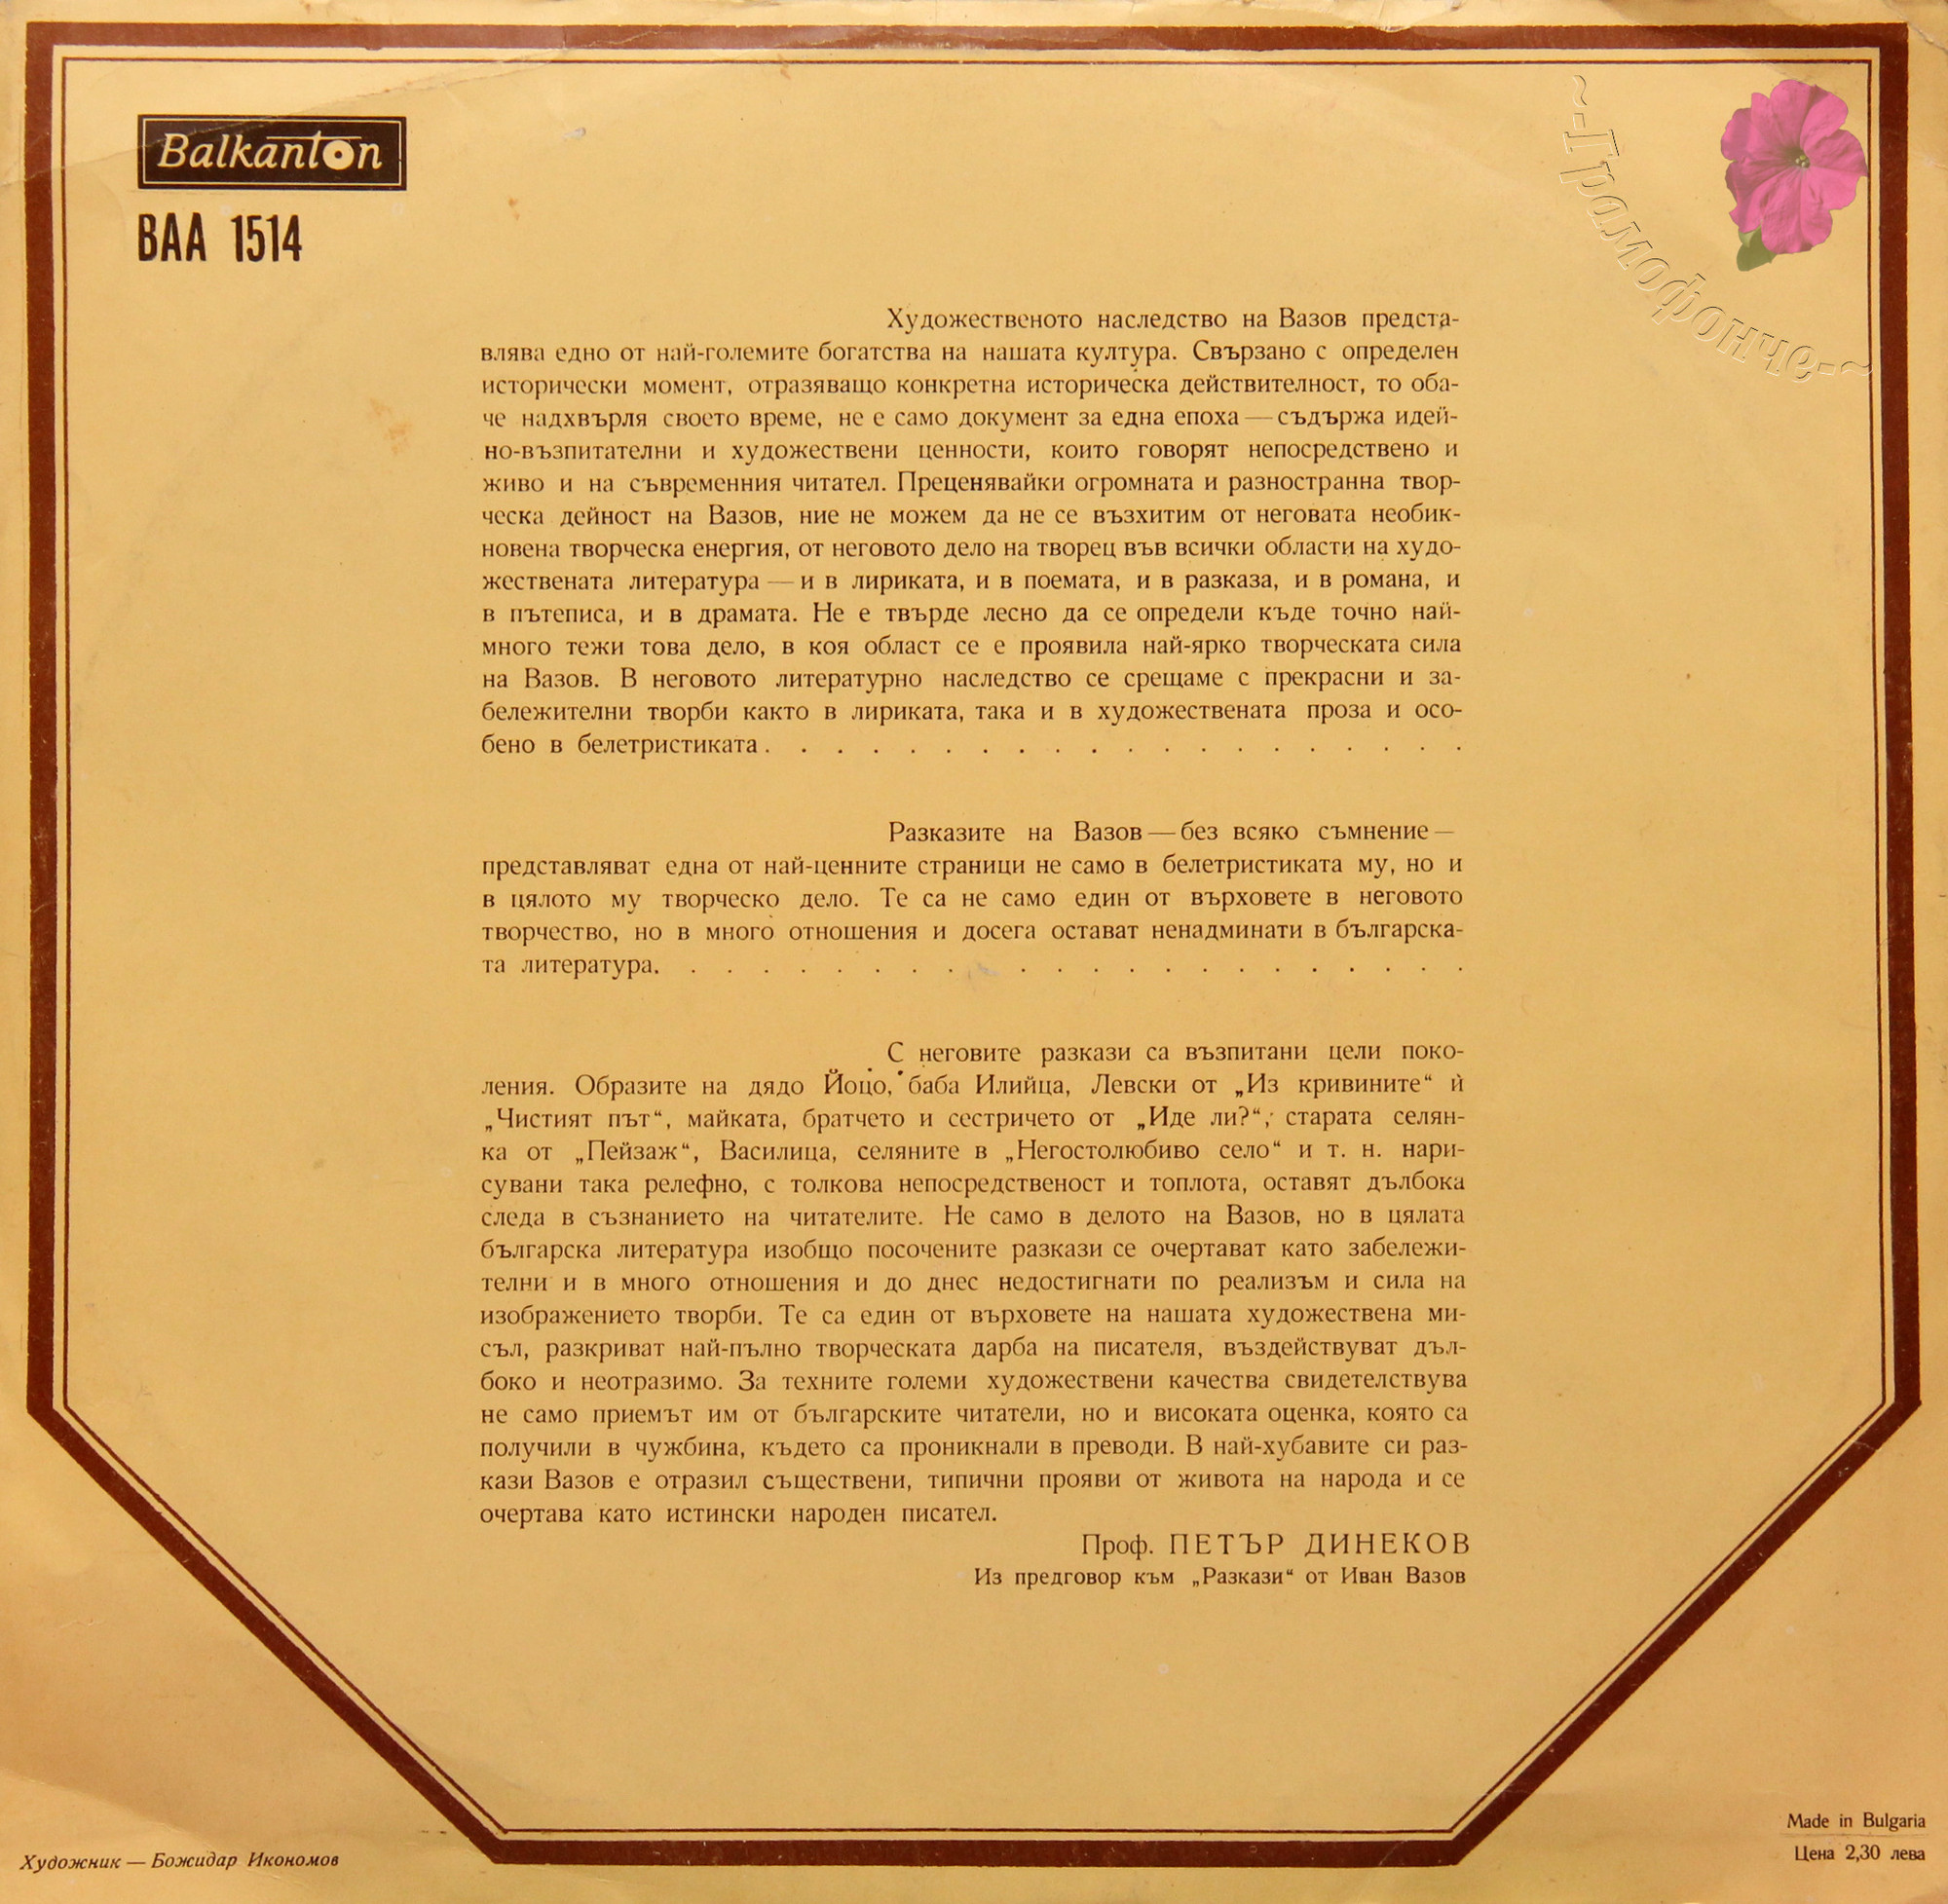 Balkanton
ВАА 1514
~-Грамофонче-~
Художественото наследство на Вазов предста-
влява едно от най-големите богатства на нашата култура. Свързано с определен
исторически момент, отразяващо конкретна историческа действителност, то оба-
че надхвърля своето време, не е само документ за една епоха — съдържа идей-
но-възпитателни и художествени ценности, които говорят непосредствено и
живо и на съвременния читател. Преценявайки огромната и разностранна твор-
ческа дейност на Вазов, ние не можем да не се възхитим от неговата необик-
новена творческа енергия, от неговото дело на творец във всички области на худо-
жествената литература — и в лириката, и в поемата, и в разказа, и в романа, и
в пътеписа, и в драмата. Не е твърде лесно да се определи къде точно най-
много тежи това дело, в коя област се е проявила най-ярко творческата сила
на Вазов. В неговото литературно наследство се срещаме с прекрасни и за-
бележителни творби както в лириката, така и в художествената проза и осо-
бено в белетристиката. . . . . . . . . . . . . . . . . . . .
Разказите на Вазов — без всяко съмнение —
представляват една от най-ценните страници не само в белетристиката му, но и
в цялото му творческо дело. Те са не само един от върховете в неговото
творчество, но в много отношения и досега остават ненадминати в българска-
та литература. . . . . . . . . . . . . . . . . . . . . . .
С неговите разкази са възпитани цели поко-
ления. Образите на дядо Йоцо, баба Илийца, Левски от „Из кривините“ и
„Чистият път“, майката, братчето и сестричето от „Иде ли?“, старата селян-
ка от „Пейзаж“, Василица, селяните в „Негостолюбиво село“ и т. н. нари-
сувани така релефно, с толкова непосредственост и топлота, оставят дълбока
следа в съзнанието на читателите. Не само в делото на Вазов, но в цялата
българска литература изобщо посочените разкази се очертават като забележи-
телни и в много отношения и до днес недостигнати по реализъм и сила на
изображението творби. Те са един от върховете на нашата художествена ми-
съл, разкриват най-пълно творческата дарба на писателя, въздействуват дъл-
боко и неотразимо. За техните големи художествени качества свидетелствува
не само приемът им от българските читатели, но и високата оценка, която са
получили в чужбина, където са проникнали в преводи. В най-хубавите си раз-
кази Вазов е отразил съществени, типични прояви от живота на народа и се
очертава като истински народен писател.
Проф. ПЕТЪР ДИНЕКОВ
Из предговор към „Разкази“ от Иван Вазов
Made in Bulgaria
Цена 2,30 лева
Художник — Божидар Икономов